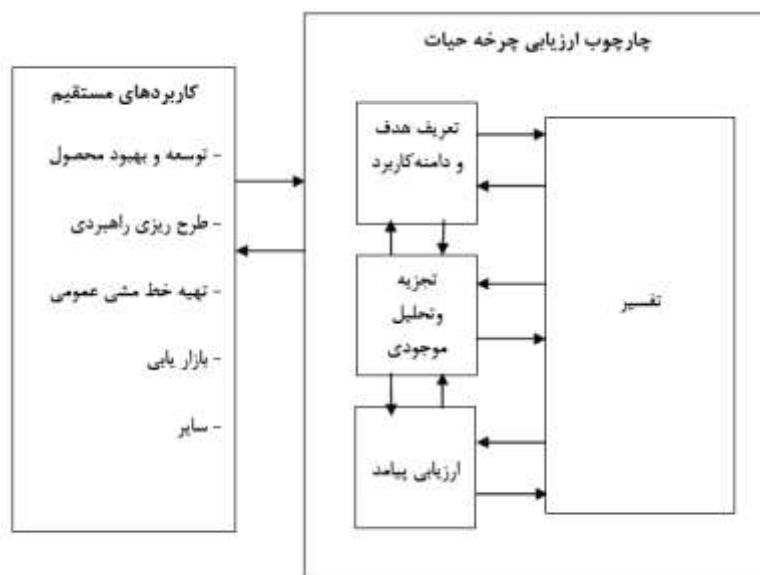 چارچوب ارزیابی چرخه حیات
کاربردهای مستقیم
- توسعه و بهبود محصول
- طرح ریزی راهبردی
- تهیه خط مشی عمومی
- بازار یابی
- سایر
تعریف هدف
و دامنه‌کاربرد
تجزیه
وتحلیل
موجودی
ارزیابی پیامد
تفسیر